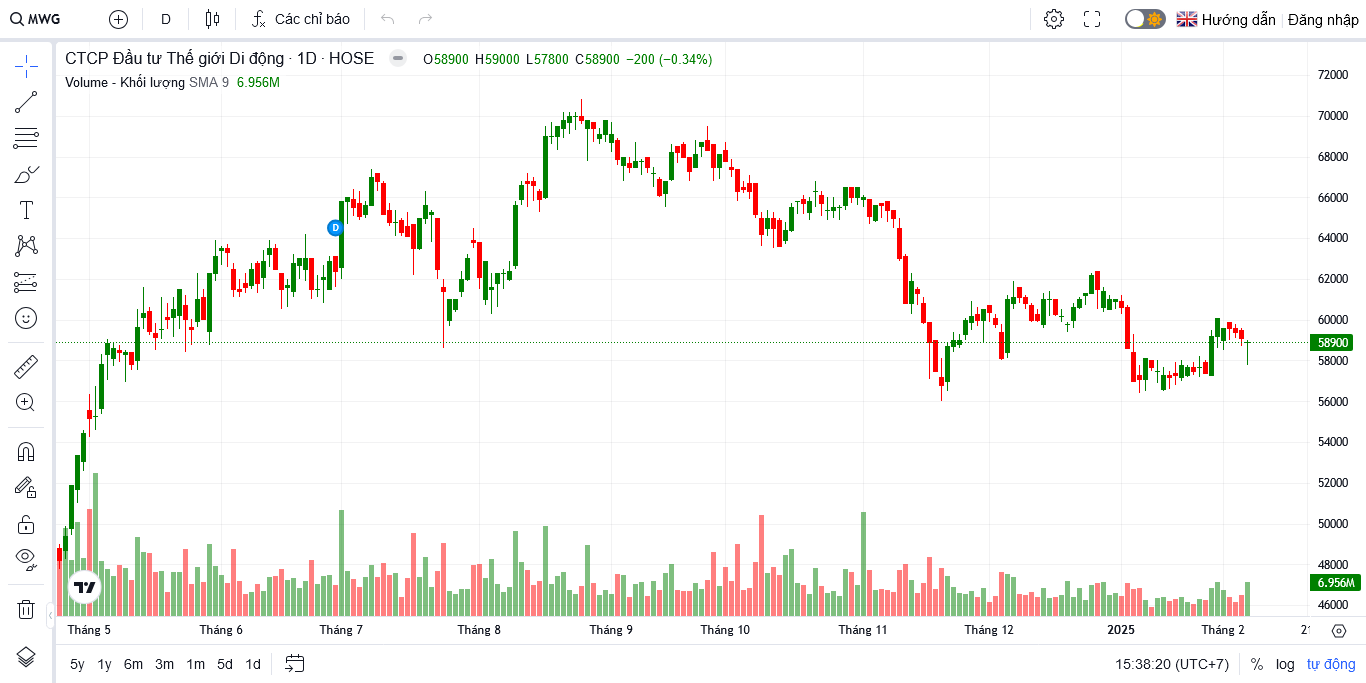 MWG D Các chỉ báo Hướng dẫn Đăng nhập
CTCP Đầu tư Thế giới Di động · 1D · HOSE O58900 H59000 L57800 C58900 −200 (−0.34%)
Volume - Khối lượng SMA 9 6.956M
72000
70000
68000
66000
64000
62000
60000
58900
58000
56000
54000
52000
50000
48000
6.956M
46000
D
Tháng 5 Tháng 6 Tháng 7 Tháng 8 Tháng 9 Tháng 10 Tháng 11 Tháng 12 2025 Tháng 2 21
5y 1y 6m 3m 1m 5d 1d 15:38:20 (UTC+7) % log tự động